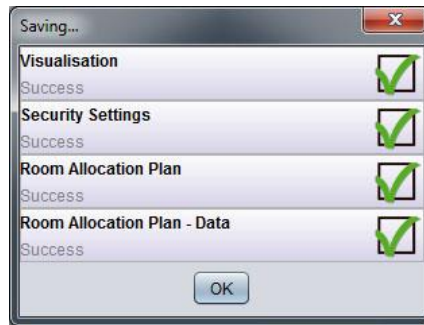 Saving...
Visualisation
Success
Security Settings
Success
Room Allocation Plan
Success
Room Allocation Plan - Data
Success
OK